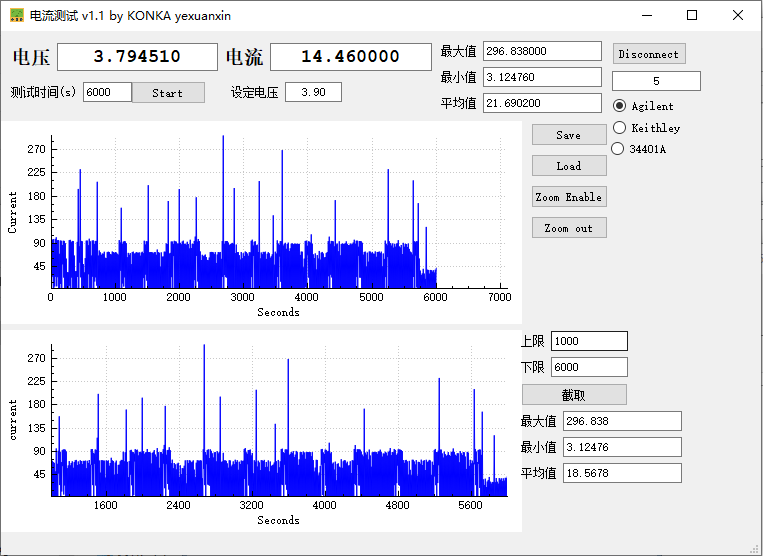 电流测试 v1.1 by KONKA yexuanxin
电压 3.794510 电流 14.460000
最大值 296.838000 Disconnect
最小值 3.124760 5
平均值 21.690200
测试时间(s) 6000 Start 设定电压 3.90
Agilent
Keithley
34401A
Save
Load
Zoom Enable
Zoom out
Current
270
225
180
135
90
45
0 1000 2000 3000 4000 5000 6000 7000
Seconds
current
270
225
180
135
90
45
1600 2400 3200 4000 4800 5600
Seconds
上限 1000
下限 6000
截取
最大值 296.838
最小值 3.12476
平均值 18.5678